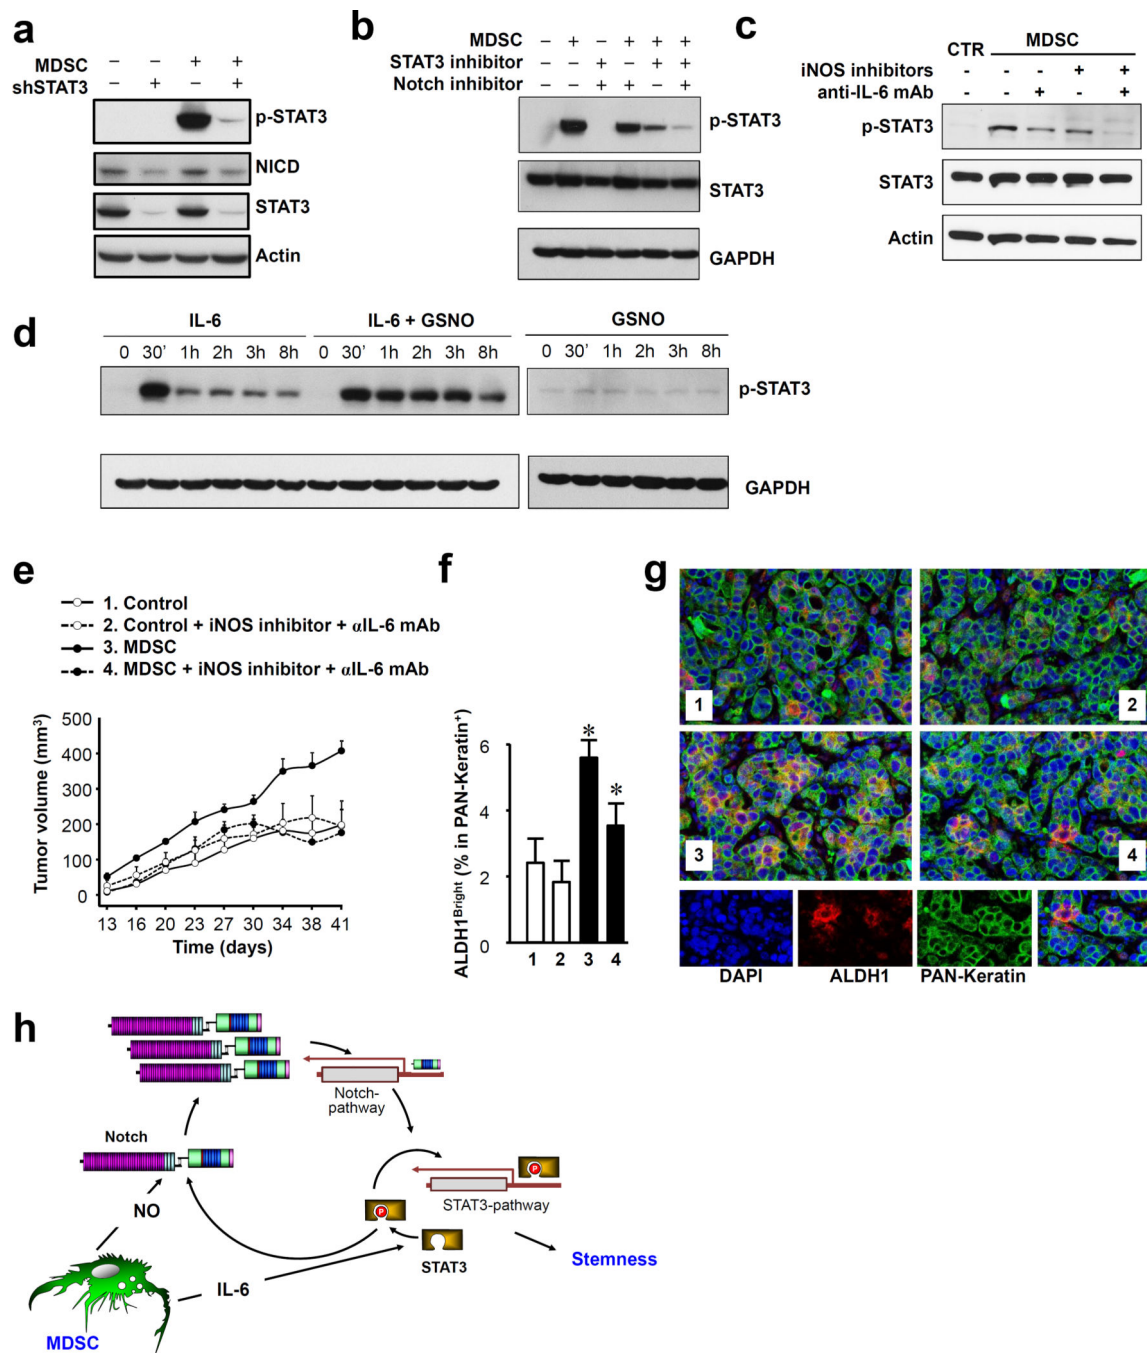 a
MDSC – – + +
shSTAT3 – + – +
p-STAT3
NICD
STAT3
Actin
b
MDSC – + – + + +
STAT3 inhibitor – – + – + +
Notch inhibitor – – + + – +
p-STAT3
STAT3
GAPDH
c
CTR MDSC
iNOS inhibitors - - - + +
anti-IL-6 mAb - - + - +
p-STAT3
STAT3
Actin
d
IL-6 IL-6 + GSNO GSNO
0 30’ 1h 2h 3h 8h 0 30’ 1h 2h 3h 8h 0 30’ 1h 2h 3h 8h
p-STAT3
GAPDH
e
1. Control
2. Control + iNOS inhibitor + αIL-6 mAb
3. MDSC
4. MDSC + iNOS inhibitor + αIL-6 mAb
Tumor volume (mm³)
500
400
300
200
100
0
13 16 20 23 27 30 34 38 41
Time (days)
f
ALDH1Bright (% in PAN-Keratin⁺)
6
4
2
0
* *
1 2 3 4
g
1 2
3 4
DAPI ALDH1 PAN-Keratin
h
Notch-
pathway
Notch
P
STAT3-pathway
P
NO
STAT3
Stemness
IL-6
MDSC